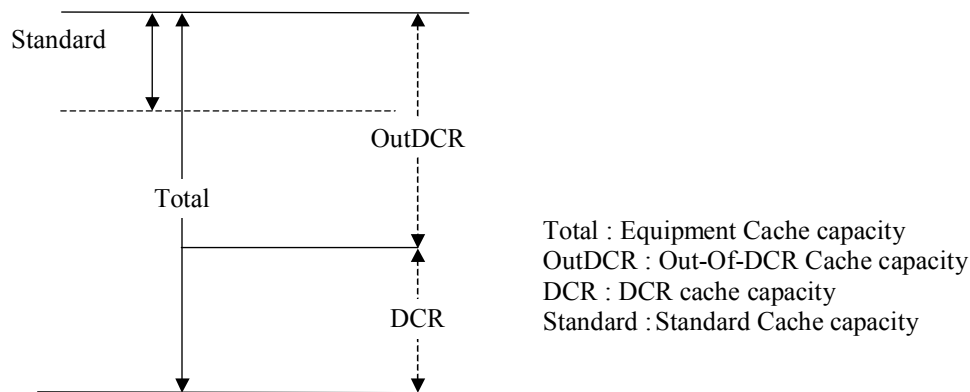 Standard
OutDCR
Total
DCR
Total : Equipment Cache capacity
OutDCR : Out-Of-DCR Cache capacity
DCR : DCR cache capacity
Standard : Standard Cache capacity